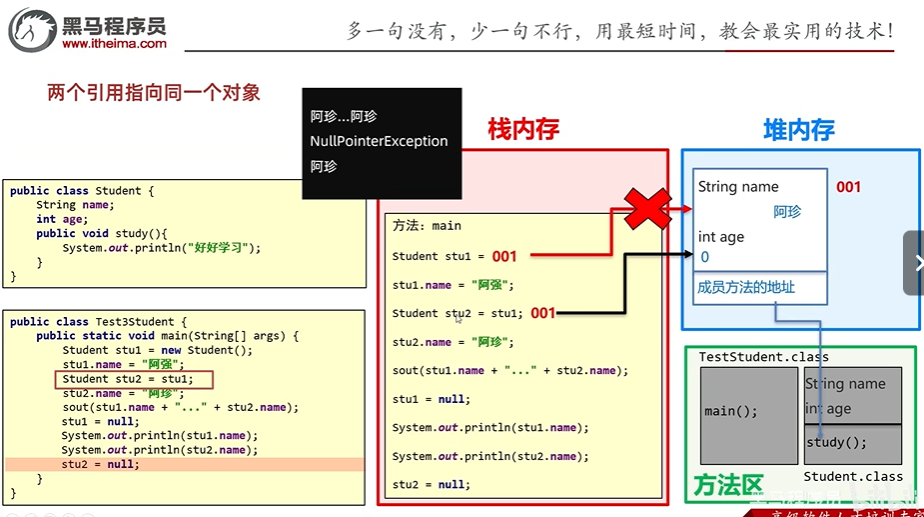 黑马程序员
www.itheima.com
多一句没有，少一句不行，用最短时间，教会最实用的技术！
两个引用指向同一个对象
阿珍...阿珍
NullPointerException
阿珍
public class Student {
String name;
int age;
public void study(){
System.out.println("好好学习");
}
}
public class Test3Student {
public static void main(String[] args) {
Student stu1 = new Student();
stu1.name = "阿强";
Student stu2 = stu1;
stu2.name = "阿珍";
sout(stu1.name + "..." + stu2.name);
stu1 = null;
System.out.println(stu1.name);
System.out.println(stu2.name);
stu2 = null;
}
}
栈内存
方法：main
Student stu1 = 001
stu1.name = "阿强";
Student stu2 = stu1; 001
stu2.name = "阿珍";
sout(stu1.name + "..." + stu2.name);
stu1 = null;
System.out.println(stu1.name);
System.out.println(stu2.name);
stu2 = null;
堆内存
String name
001
阿珍
int age
0
成员方法的地址
TestStudent.class
main();
String name
int age
study();
Student.class
方法区